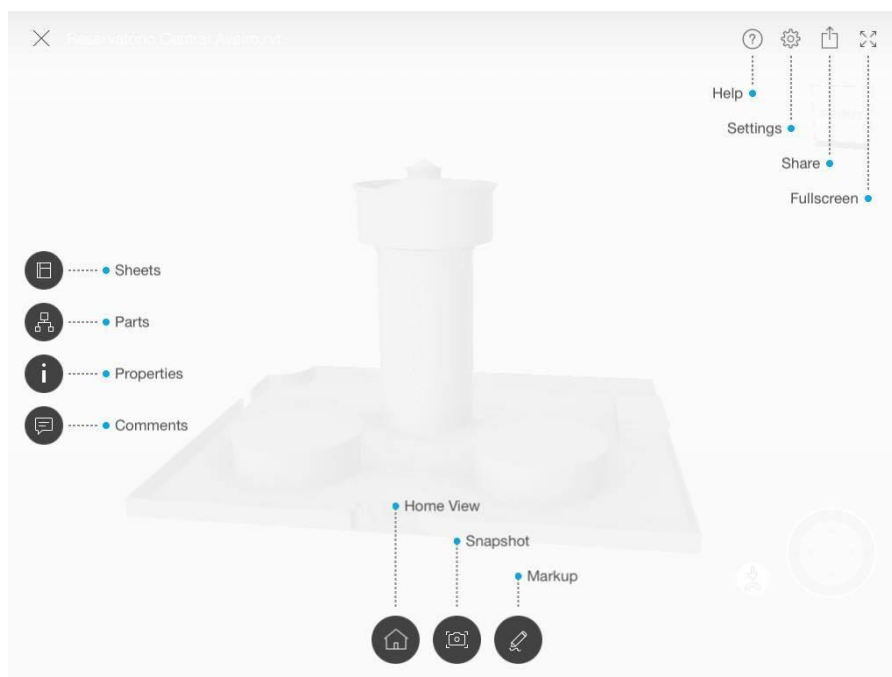 Help
Settings
Share
Fullscreen
Sheets
Parts
Properties
Comments
Home View
Snapshot
Markup